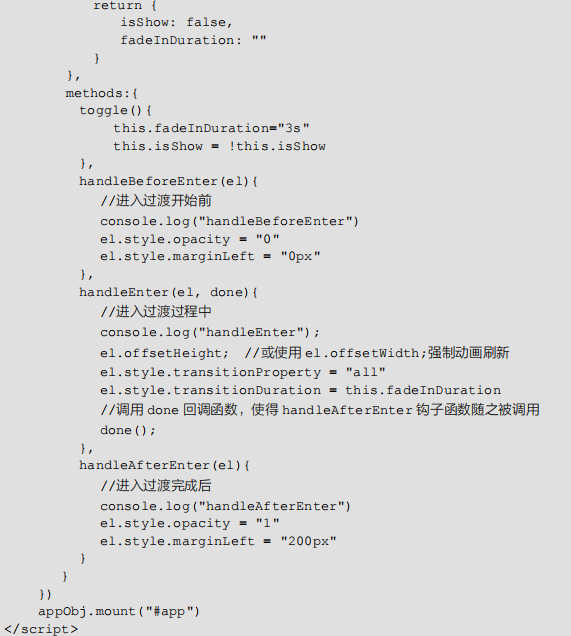 return {
isShow: false,
fadeInDuration: ""
}
},
methods:{
toggle(){
this.fadeInDuration="3s"
this.isShow = !this.isShow
},
handleBeforeEnter(el){
//进入过渡开始前
console.log("handleBeforeEnter")
el.style.opacity = "0"
el.style.marginLeft = "0px"
},
handleEnter(el, done){
//进入过渡过程中
console.log("handleEnter");
el.offsetHeight;  //或使用 el.offsetWidth;强制动画刷新
el.style.transitionProperty = "all"
el.style.transitionDuration = this.fadeInDuration
//调用 done 回调函数，使得 handleAfterEnter 钩子函数随之被调用
done();
},
handleAfterEnter(el){
//进入过渡完成后
console.log("handleAfterEnter")
el.style.opacity = "1"
el.style.marginLeft = "200px"
}
}
})
appObj.mount("#app")
</script>